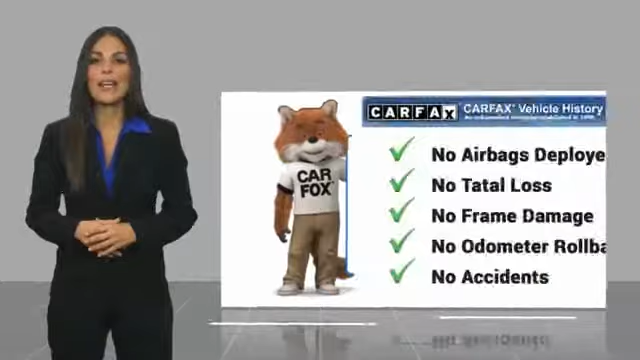 CARFAX CARFAX® Vehicle History
CAR
FOX
No Airbags Deploye
No Tatal Loss
No Frame Damage
No Odometer Rollba
No Accidents